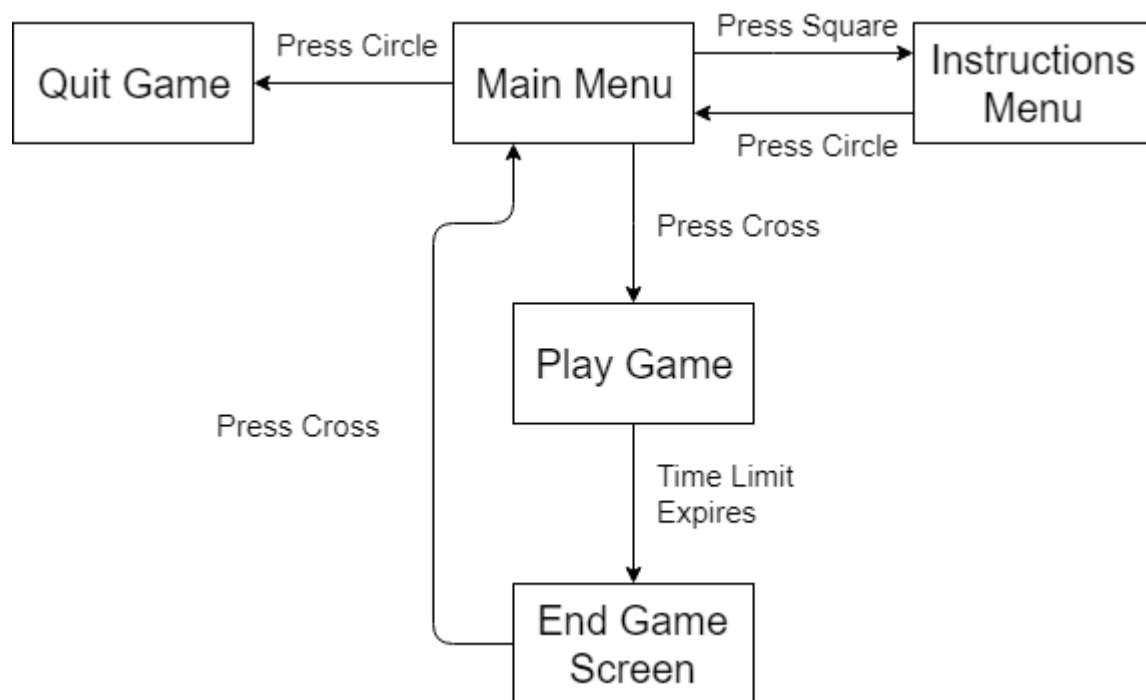 Press Circle
Press Square
Quit Game
Main Menu
Instructions
Menu
Press Circle
Press Cross
Play Game
Press Cross
Time Limit
Expires
End Game
Screen